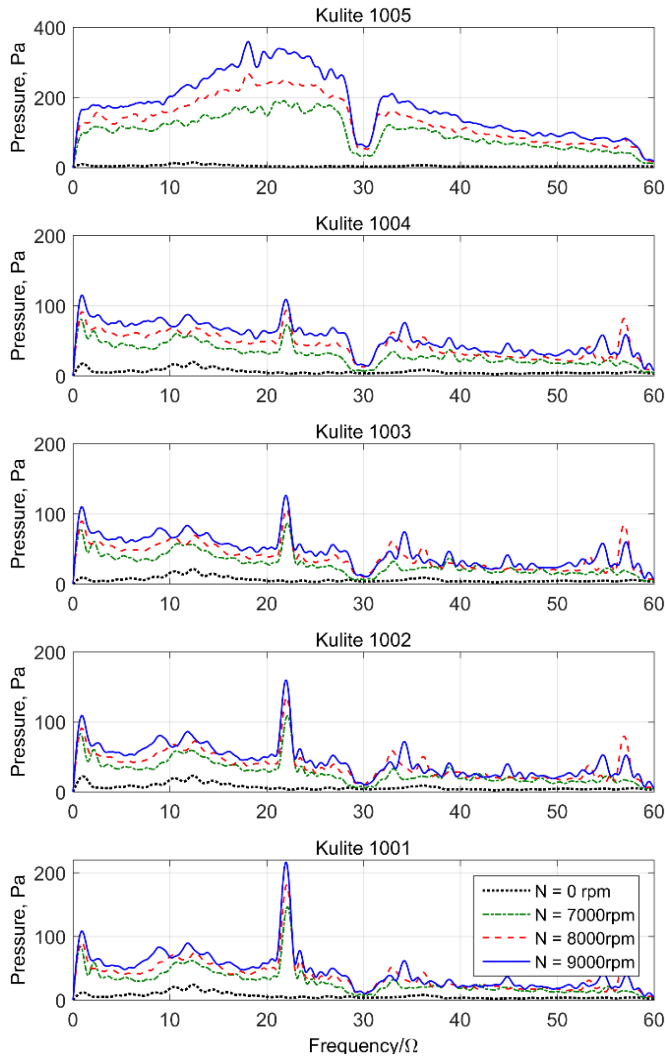 Kulite 1005
Pressure, Pa
400
200
0
0 10 20 30 40 50 60
Kulite 1004
Pressure, Pa
200
100
0
0 10 20 30 40 50 60
Kulite 1003
Pressure, Pa
200
100
0
0 10 20 30 40 50 60
Kulite 1002
Pressure, Pa
200
100
0
0 10 20 30 40 50 60
Kulite 1001
Pressure, Pa
200
100
0
N = 0 rpm
N = 7000rpm
N = 8000rpm
N = 9000rpm
0 10 20 30 40 50 60
Frequency/Ω